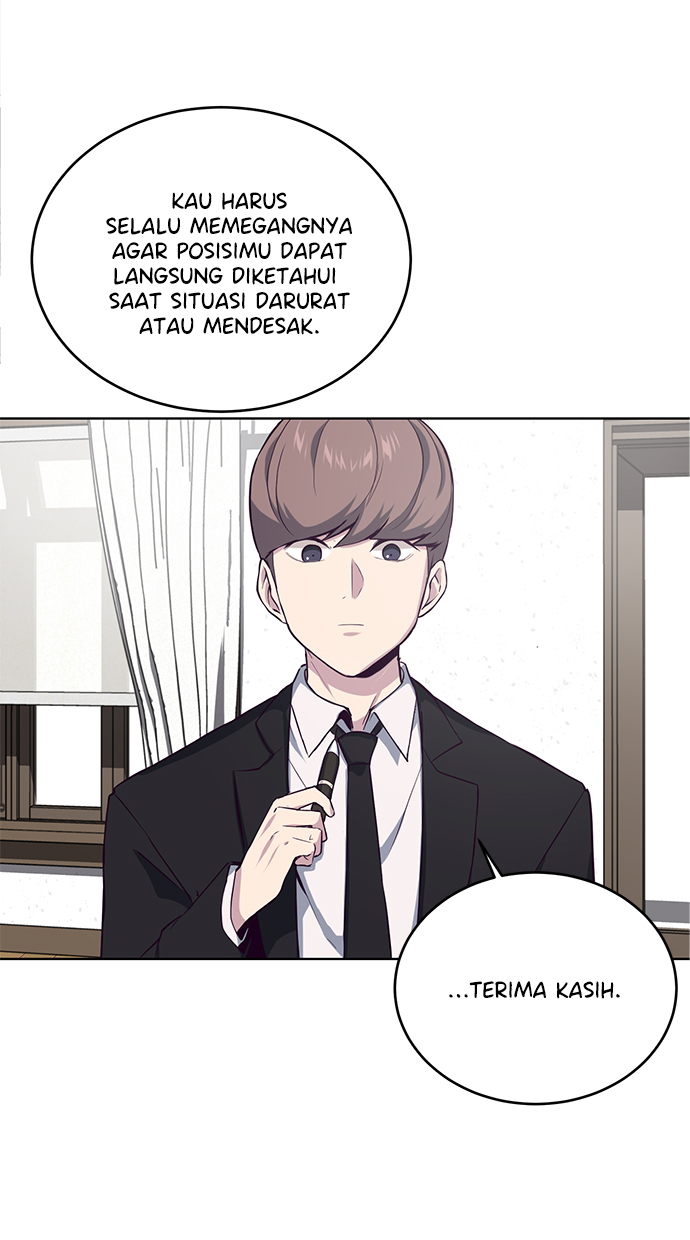 KAU HARUS
SELALU MEMEGANGNYA
AGAR POSISIMU DAPAT
LANGSUNG DIKETAHUI
SAAT SITUASI DARURAT
ATAU MENDESAK.
...TERIMA KASIH.